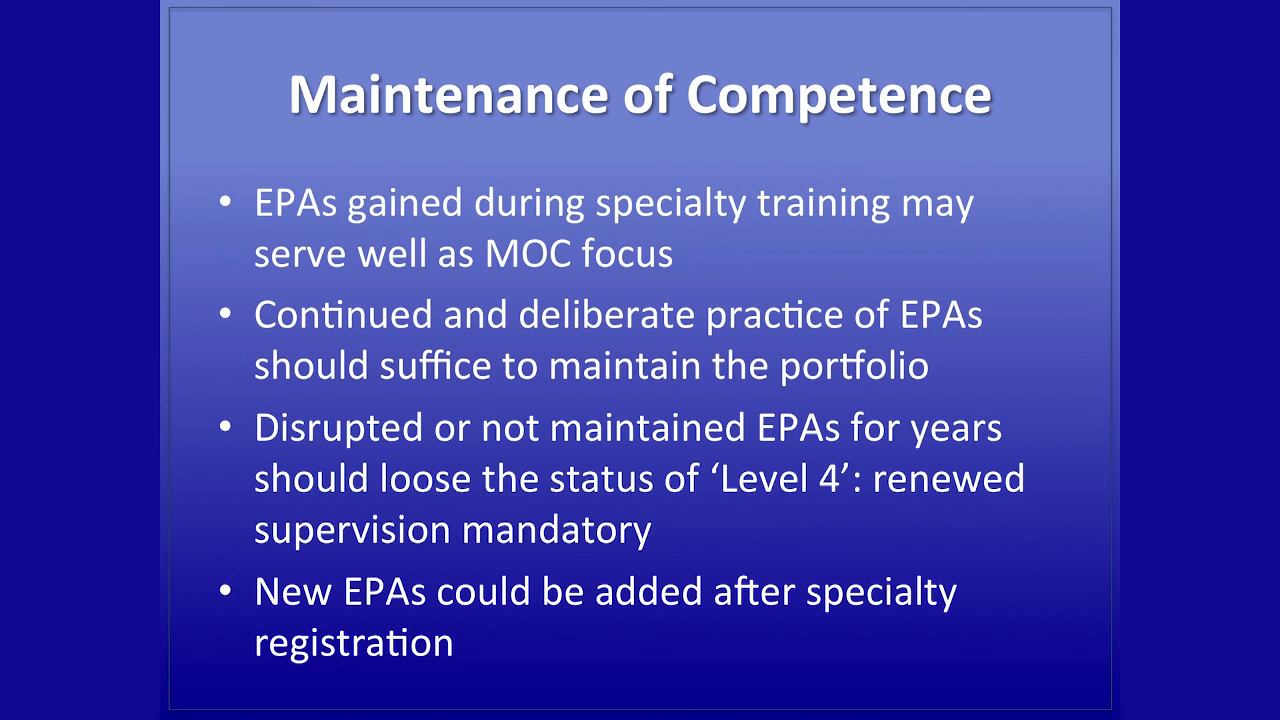 Maintenance of Competence
• EPAs gained during specialty training may
serve well as MOC focus
• Continued and deliberate practice of EPAs
should suffice to maintain the portfolio
• Disrupted or not maintained EPAs for years
should loose the status of ‘Level 4’: renewed
supervision mandatory
• New EPAs could be added after specialty
registration